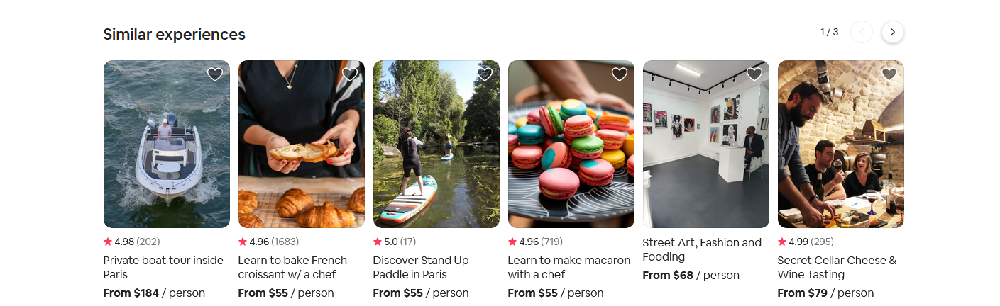 Similar experiences
1 / 3
4.98 (202)
Private boat tour inside
Paris
From $184 / person
4.96 (1683)
Learn to bake French
croissant w/ a chef
From $55 / person
5.0 (17)
Discover Stand Up
Paddle in Paris
From $55 / person
4.96 (719)
Learn to make macaron
with a chef
From $55 / person
Street Art, Fashion and
Fooding
From $68 / person
4.99 (295)
Secret Cellar Cheese &
Wine Tasting
From $79 / person